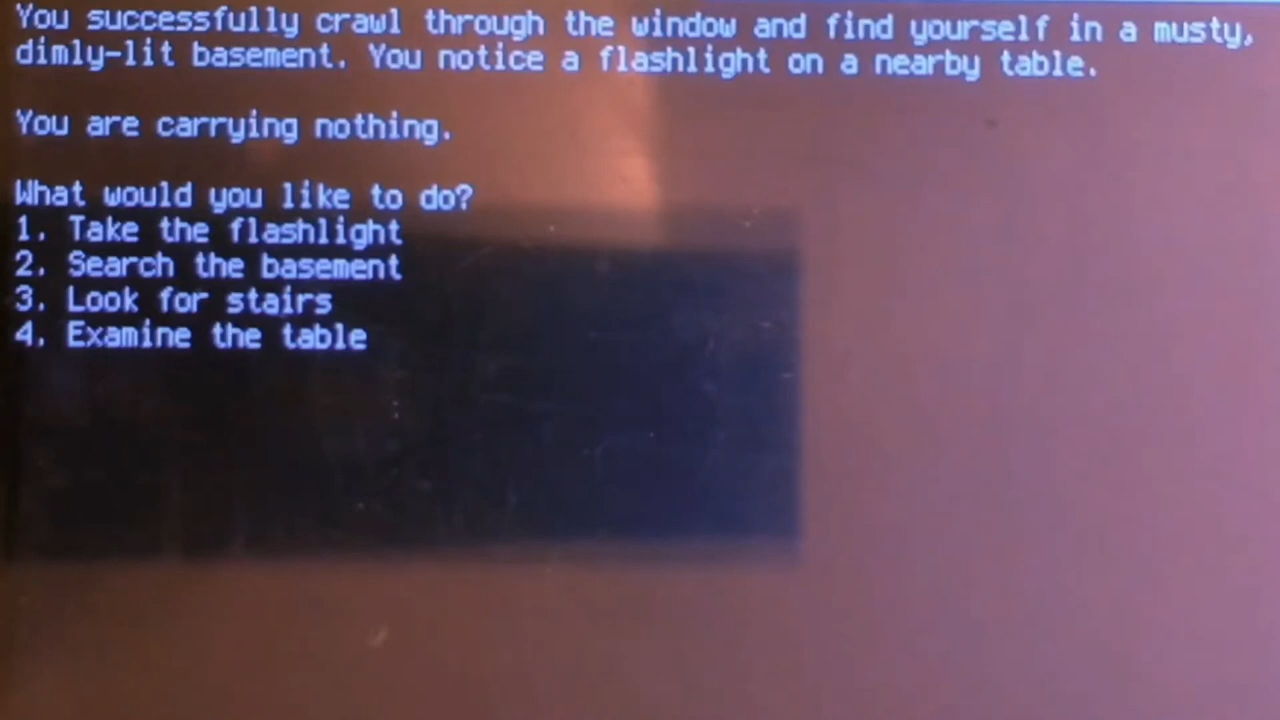 You successfully crawl through the window and find yourself in a musty,
dimly-lit basement. You notice a flashlight on a nearby table.
You are carrying nothing.
What would you like to do?
1. Take the flashlight
2. Search the basement
3. Look for stairs
4. Examine the table